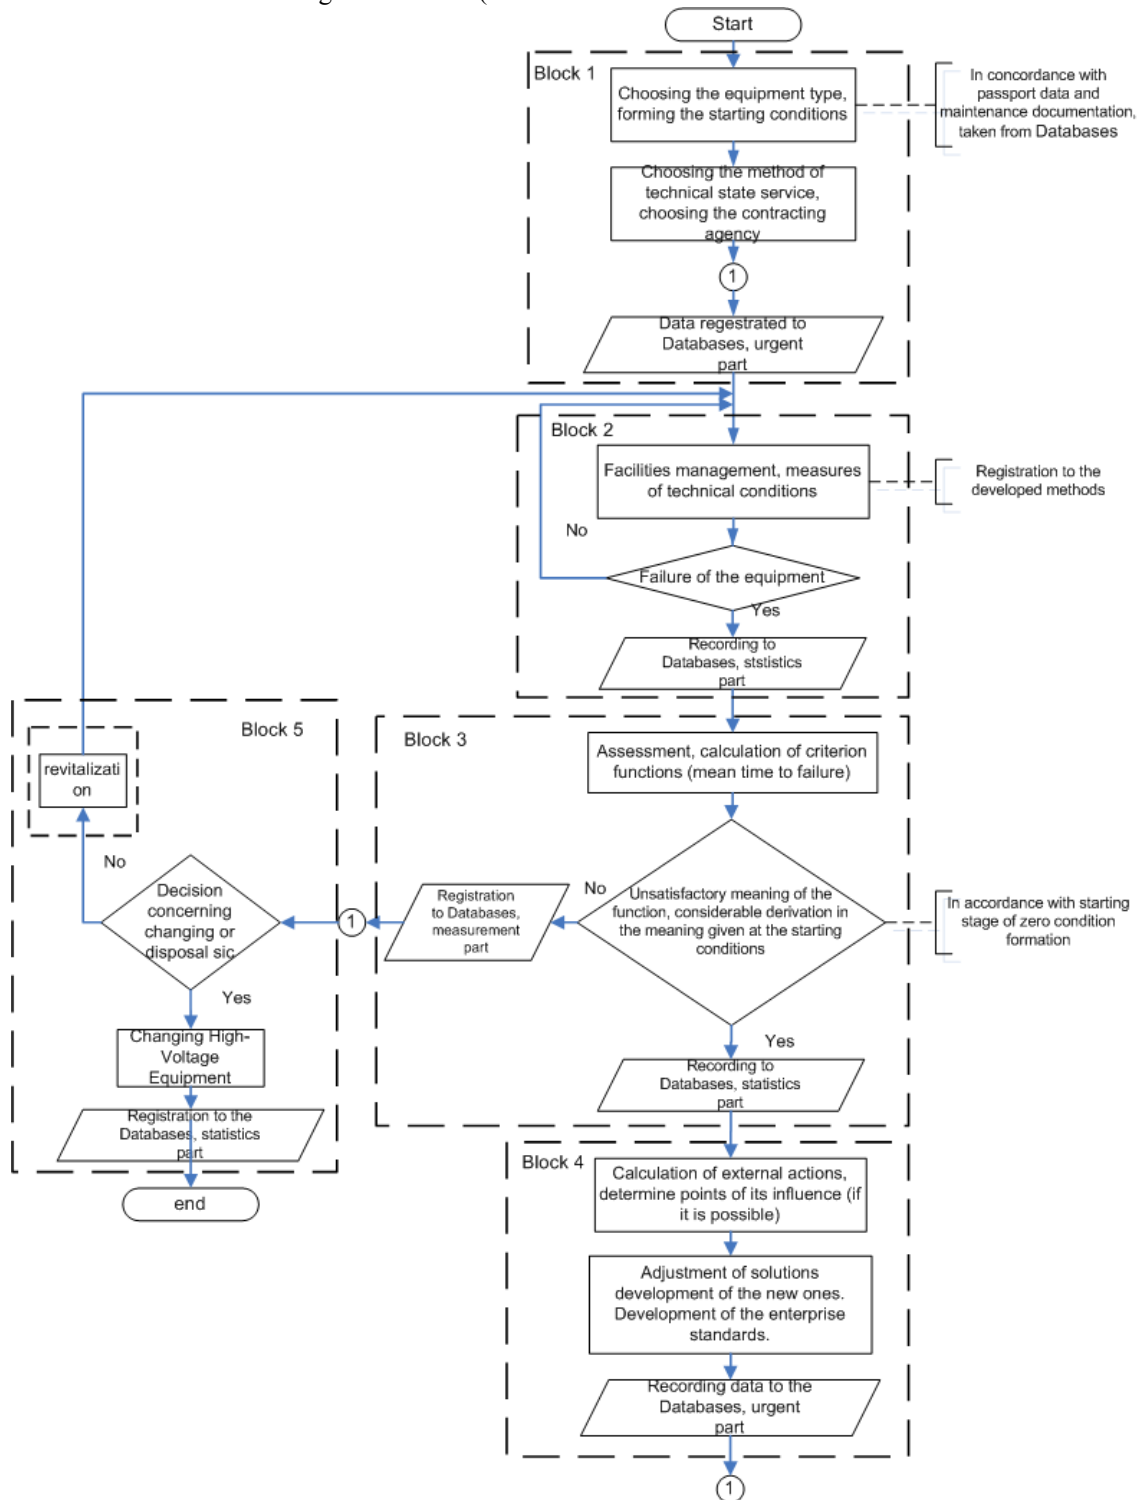 Start
Block 1
Choosing the equipment type,
forming the starting conditions
In concordance with
passport data and
maintenance documentation,
taken from Databases
Choosing the method of
technical state service,
choosing the contracting
agency
1
Data regestrated to
Databases, urgent
part
Block 2
Facilities management, measures
of technical conditions
Registration to the
developed methods
No
Failure of the equipment
Yes
Recording to
Databases, ststistics
part
Block 3
Assessment, calculation of criterion
functions (mean time to failure)
Unsatisfactory meaning of the
function, considerable derivation in
the meaning given at the starting
conditions
In accordance with starting
stage of zero condition
formation
No
Registration
to Databases,
measurement
part
1
Yes
Recording to
Databases, statistics
part
Block 5
revitalizati
on
No
Decision
concerning
changing or
disposal sic
Yes
Changing High-
Voltage
Equipment
Registration to the
Databases, statistics
part
end
Block 4
Calculation of external actions,
determine points of its influence (if
it is possible)
Adjustment of solutions
development of the new ones.
Development of the enterprise
standards.
Recording data to the
Databases, urgent
part
1